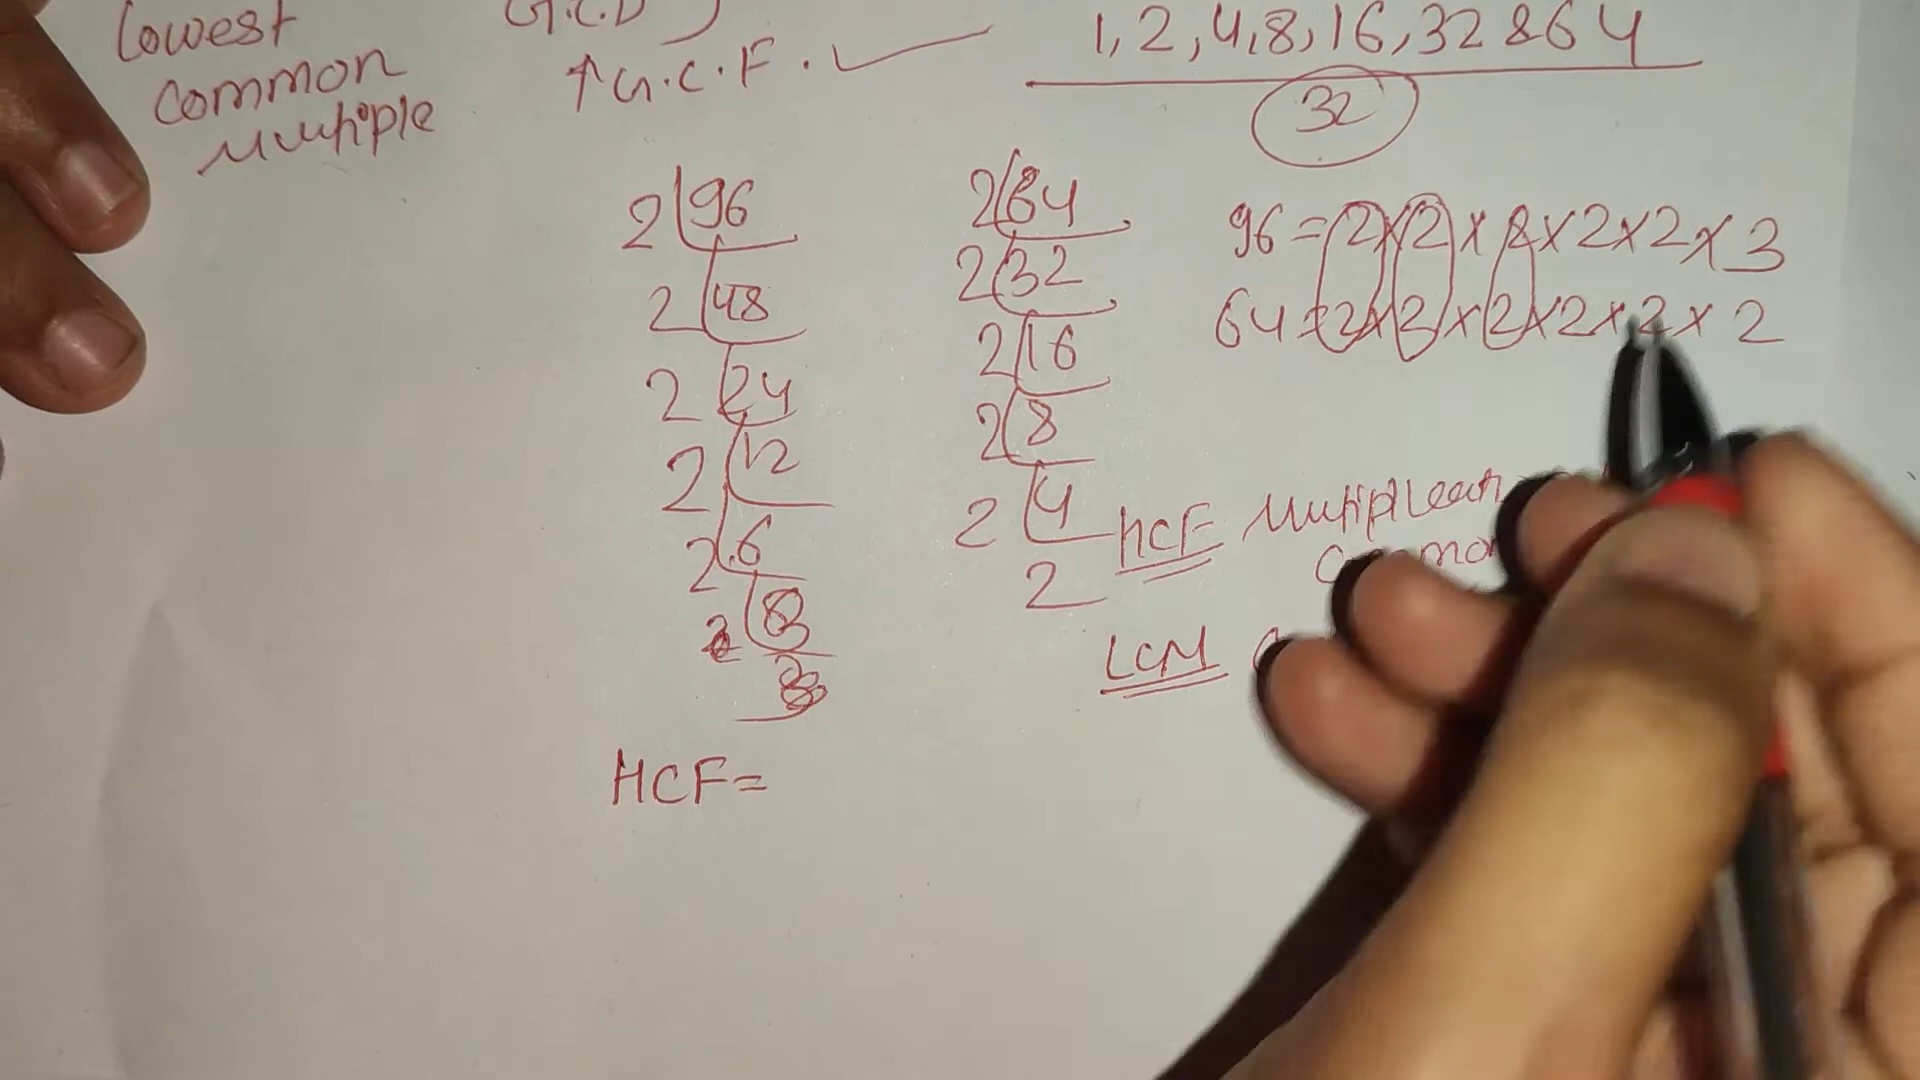 Lowest
common
Multiple
G.C.D)
↑G.C.F.
1,2,4,8,16,32 & 64
32
2 96
2 48
2 24
2 12
2 6
2 64
2 32
2 16
2 8
2 4
2
96=2×2×2×2×2×3
64=2×2×2×2×2×2
HCF
LCM
HCF=